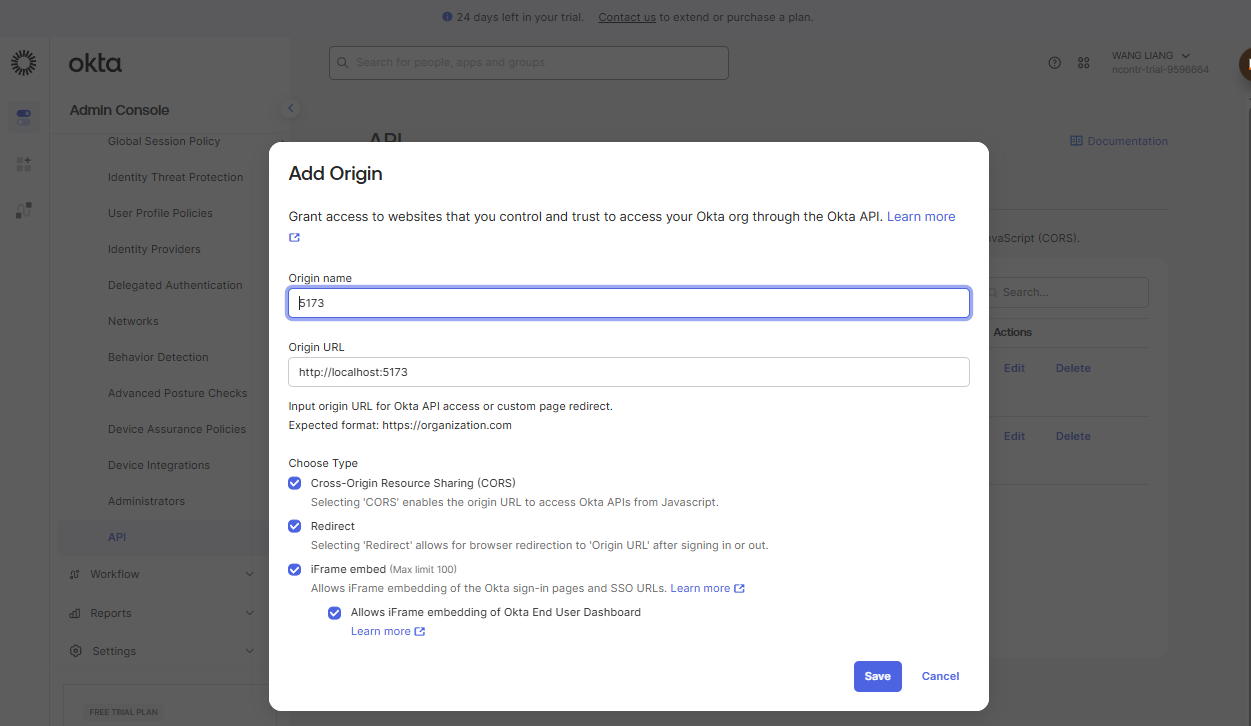 24 days left in your trial. Contact us to extend or purchase a plan.
okta
Search for people, apps and groups
WANG LIANG
ncontr-trial-9596664
Admin Console
Global Session Policy
Identity Threat Protection
User Profile Policies
Identity Providers
Delegated Authentication
Networks
Behavior Detection
Advanced Posture Checks
Device Assurance Policies
Device Integrations
Administrators
API
Workflow
Reports
Settings
FREE TRIAL PLAN
API
Documentation
vaScript (CORS).
Search...
Actions
Edit Delete
Edit Delete
Add Origin
Grant access to websites that you control and trust to access your Okta org through the Okta API. Learn more
Origin name
5173
Origin URL
http://localhost:5173
Input origin URL for Okta API access or custom page redirect.
Expected format: https://organization.com
Choose Type
Cross-Origin Resource Sharing (CORS)
Selecting 'CORS' enables the origin URL to access Okta APIs from Javascript.
Redirect
Selecting 'Redirect' allows for browser redirection to 'Origin URL' after signing in or out.
iFrame embed (Max limit 100)
Allows iFrame embedding of the Okta sign-in pages and SSO URLs. Learn more
Allows iFrame embedding of Okta End User Dashboard
Learn more
Save Cancel